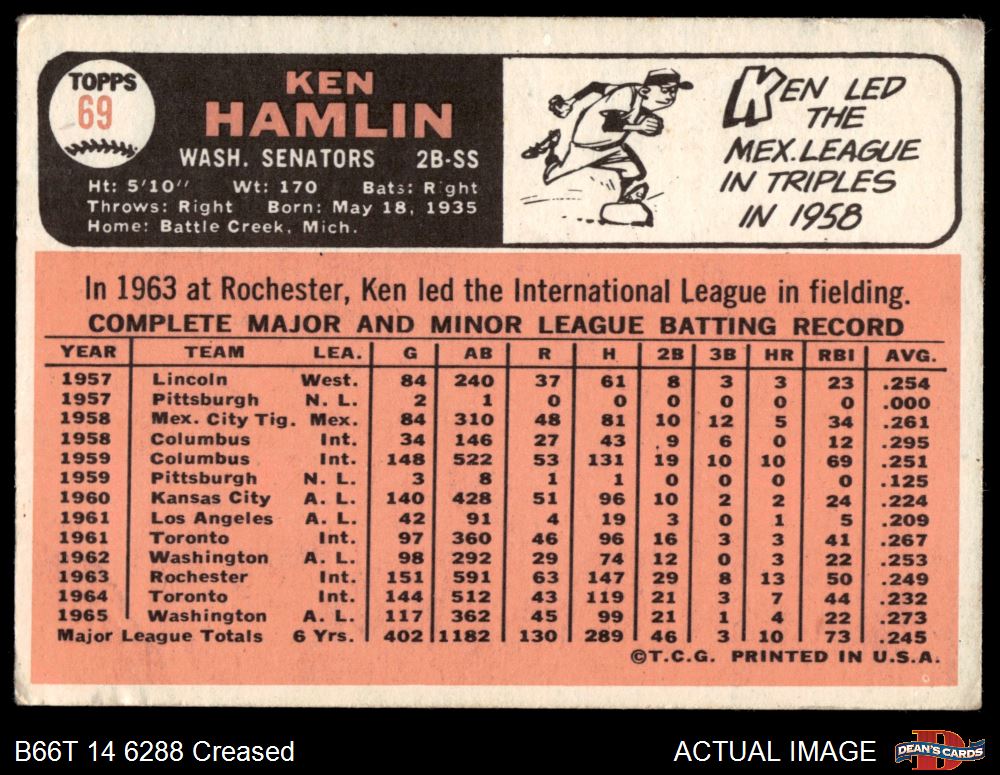 TOPPS
69
KEN
HAMLIN
WASH. SENATORS 2B-SS
Ht: 5'10" Wt: 170 Bats: Right
Throws: Right Born: May 18, 1935
Home: Battle Creek, Mich.
KEN LED
THE
MEX. LEAGUE
IN TRIPLES
IN 1958
In 1963 at Rochester, Ken led the International League in fielding.
COMPLETE MAJOR AND MINOR LEAGUE BATTING RECORD
YEAR TEAM LEA. G AB R H 2B 3B HR RBI AVG.
1957 Lincoln West. 84 240 37 61 8 3 3 23 .254
1957 Pittsburgh N. L. 2 1 0 0 0 0 0 0 .000
1958 Mex. City Tig. Mex. 84 310 48 81 10 12 5 34 .261
1958 Columbus Int. 34 146 27 43 9 6 0 12 .295
1959 Columbus Int. 148 522 53 131 19 10 10 69 .251
1959 Pittsburgh N. L. 3 8 1 1 0 0 0 0 .125
1960 Kansas City A. L. 140 428 51 96 10 2 2 24 .224
1961 Los Angeles A. L. 42 91 4 19 3 0 1 5 .209
1961 Toronto Int. 97 360 46 96 16 3 3 41 .267
1962 Washington A. L. 98 292 29 74 12 0 3 22 .253
1963 Rochester Int. 151 591 63 147 29 8 13 50 .249
1964 Toronto Int. 144 512 43 119 21 3 7 44 .232
1965 Washington A. L. 117 362 45 99 21 1 4 22 .273
Major League Totals 6 Yrs. 402 1182 130 289 46 3 10 73 .245
©T.C.G. PRINTED IN U.S.A.
B66T 14 6288 Creased
ACTUAL IMAGE
DEAN'S CARDS